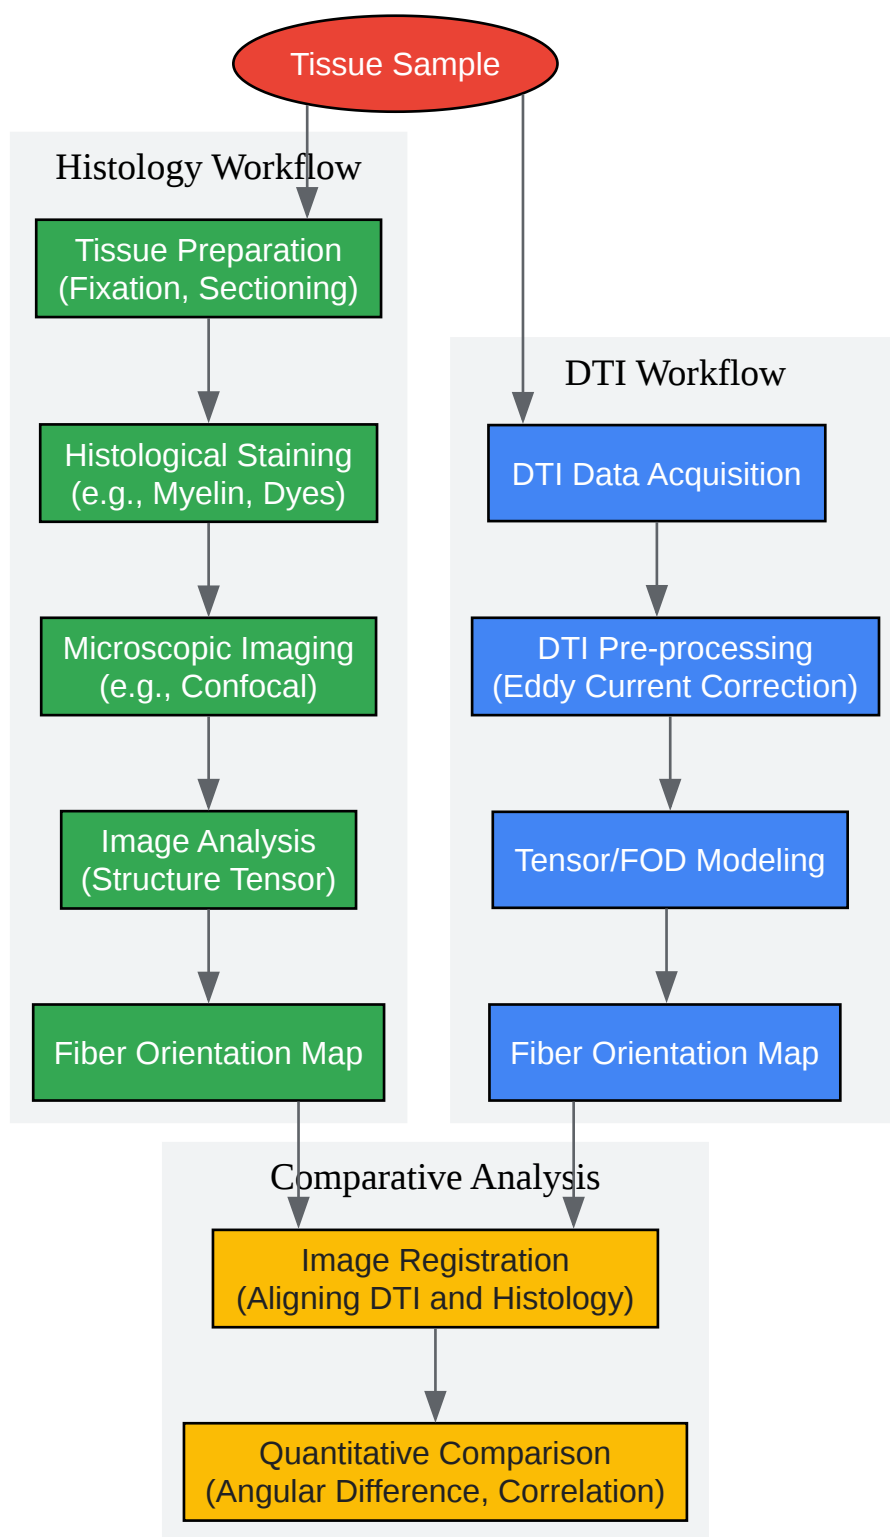 Tissue Sample
Histology Workflow
Tissue Preparation
(Fixation, Sectioning)
Histological Staining
(e.g., Myelin, Dyes)
Microscopic Imaging
(e.g., Confocal)
Image Analysis
(Structure Tensor)
Fiber Orientation Map
DTI Workflow
DTI Data Acquisition
DTI Pre-processing
(Eddy Current Correction)
Tensor/FOD Modeling
Fiber Orientation Map
Comparative Analysis
Image Registration
(Aligning DTI and Histology)
Quantitative Comparison
(Angular Difference, Correlation)